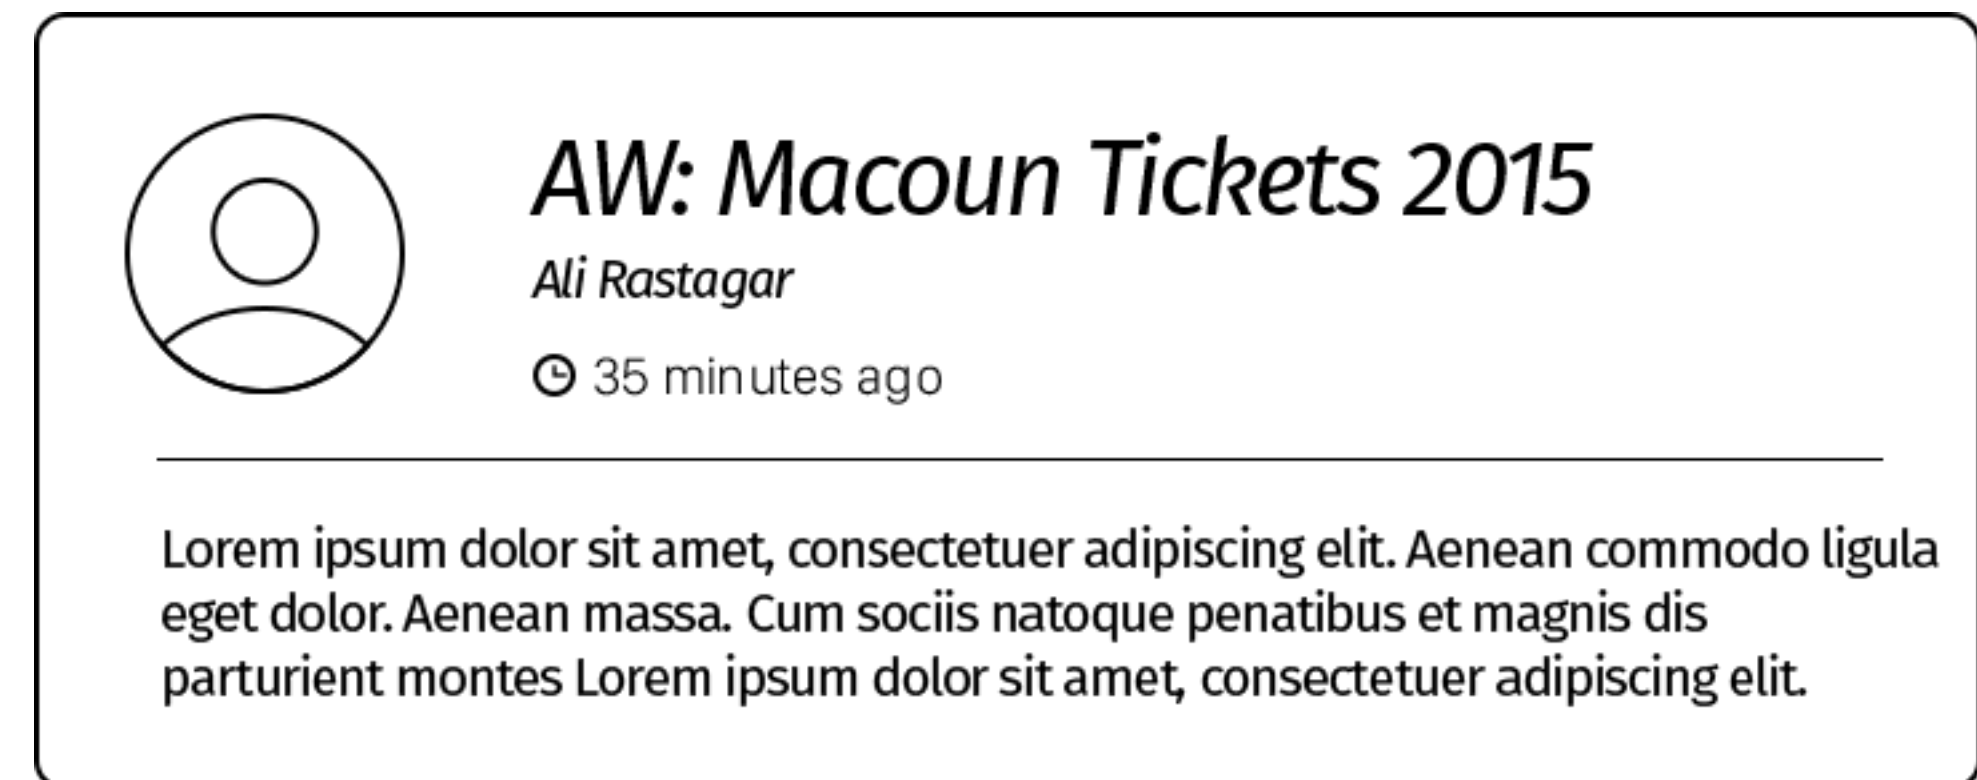 AW: Macoun Tickets 2015
Ali Rastagar
35 minutes ago
Lorem ipsum dolor sit amet, consectetuer adipiscing elit. Aenean commodo ligula
eget dolor. Aenean massa. Cum sociis natoque penatibus et magnis dis
parturient montes Lorem ipsum dolor sit amet, consectetuer adipiscing elit.